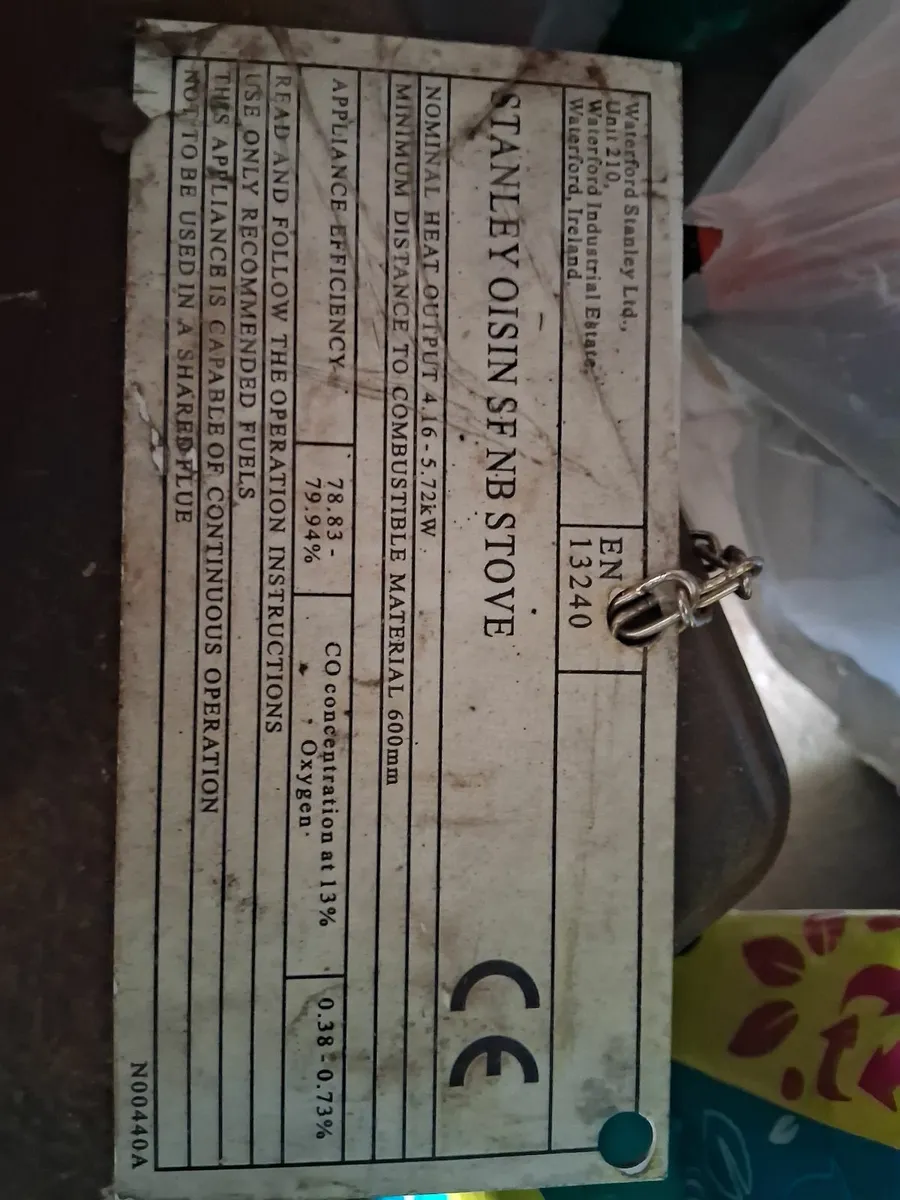 Waterford Stanley Ltd.,
Unit 210,
Waterford Industrial Estate,
Waterford, Ireland.
EN
13240
STANLEY OISIN SF NB STOVE
CE
NOMINAL HEAT OUTPUT 4.16 - 5.72kW
MINIMUM DISTANCE TO COMBUSTIBLE MATERIAL 600mm
APPLIANCE EFFICIENCY
78.83 -
79.94%
CO concentration at 13%
Oxygen
0.38 - 0.73%
READ AND FOLLOW THE OPERATION INSTRUCTIONS
USE ONLY RECOMMENDED FUELS
THIS APPLIANCE IS CAPABLE OF CONTINUOUS OPERATION
NOT TO BE USED IN A SHARED FLUE
N00440A